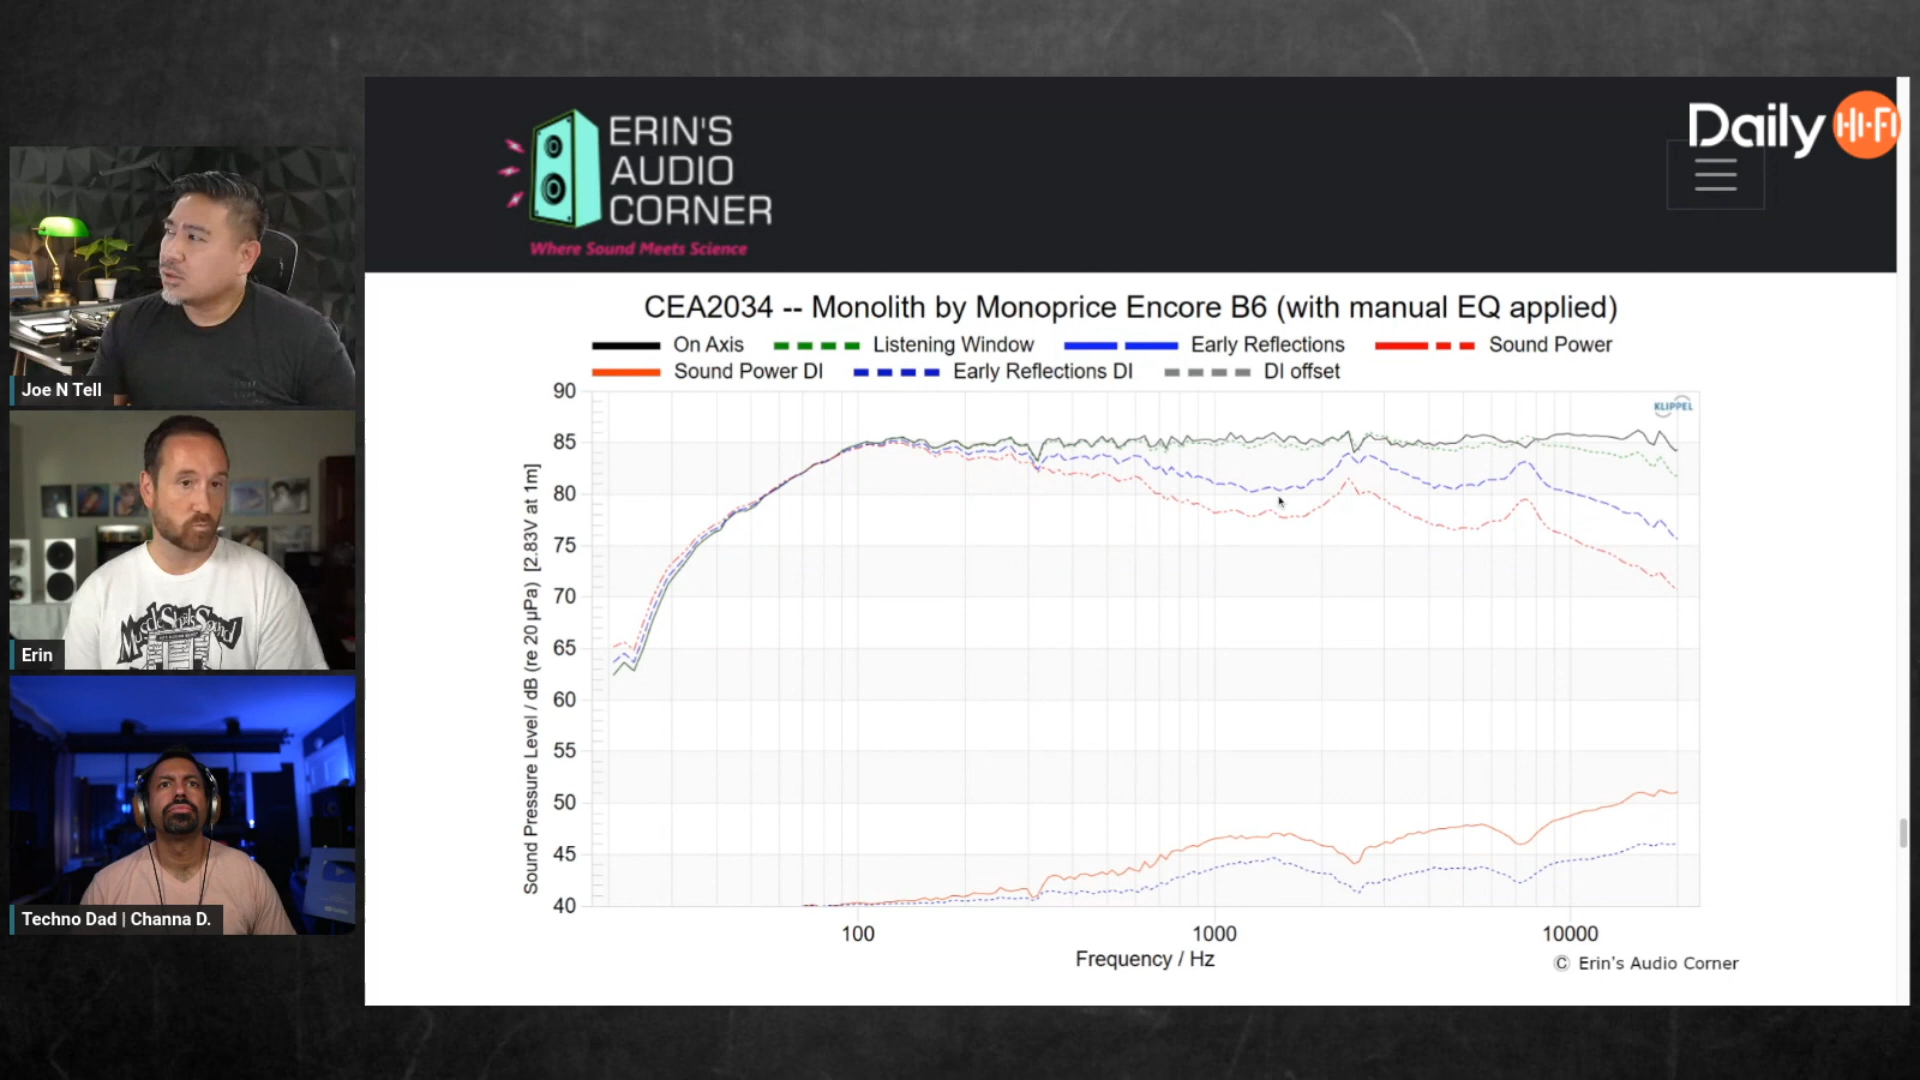 Daily HI-FI
ERIN'S
AUDIO
CORNER
Where Sound Meets Science
CEA2034 -- Monolith by Monoprice Encore B6 (with manual EQ applied)
On Axis Listening Window Early Reflections Sound Power
Sound Power DI Early Reflections DI DI offset
KLIPPEL
90
85
80
75
70
65
60
55
50
45
40
Sound Pressure Level / dB (re 20 µPa) [2.83V at 1m]
100 1000 10000
Frequency / Hz
© Erin's Audio Corner
Joe N Tell
Muscle Shoals Sound
Erin
Techno Dad | Channa D.